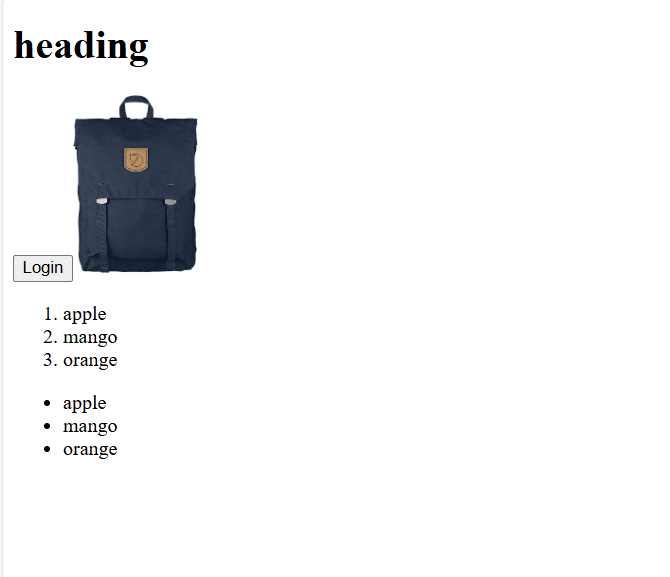 heading
Login
1. apple
2. mango
3. orange
• apple
• mango
• orange